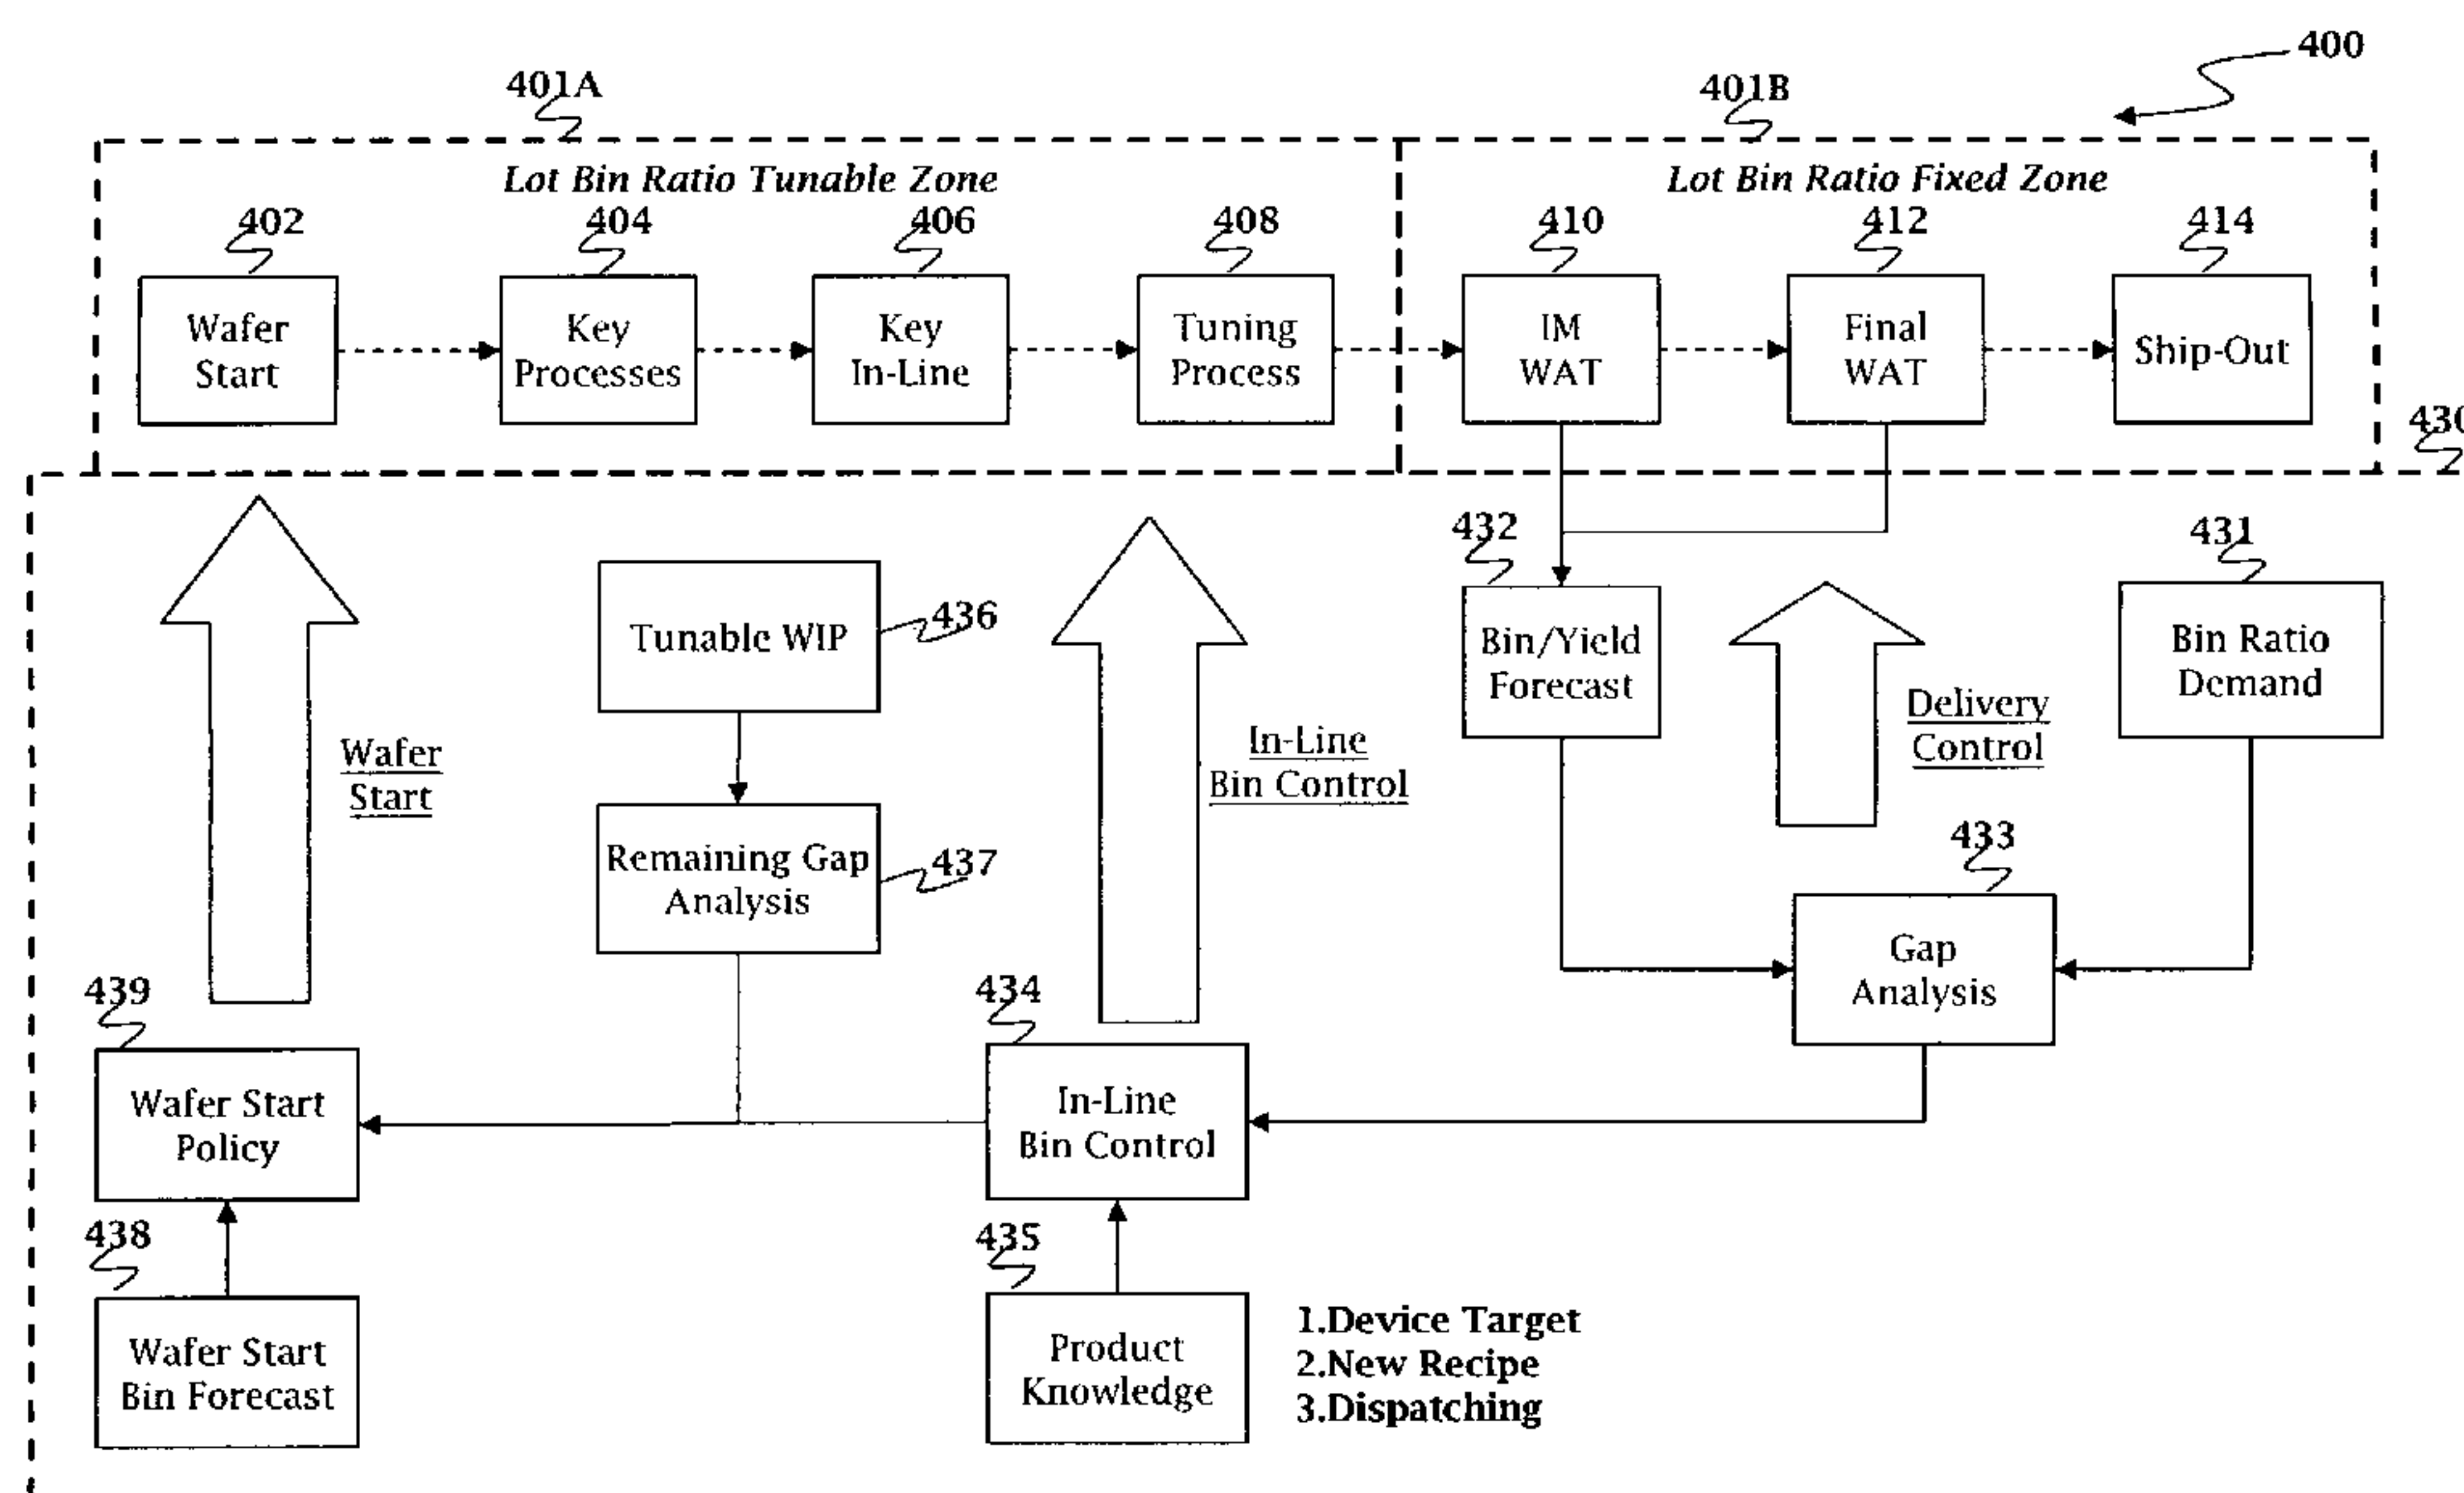 400
401A
401B
Lot Bin Ratio Tunable Zone
Lot Bin Ratio Fixed Zone
402
404
406
408
410
412
414
Wafer
Start
Key
Processes
Key
In-Line
Tuning
Process
IM
WAT
Final
WAT
Ship-Out
430
432
431
436
Tunable WIP
Bin/Yield
Forecast
Bin Ratio
Demand
Wafer
Start
In-Line
Bin Control
Delivery
Control
433
Remaining Gap
Analysis
437
Gap
Analysis
439
434
Wafer Start
Policy
In-Line
Bin Control
438
435
Wafer Start
Bin Forecast
Product
Knowledge
1.Device Target
2.New Recipe
3.Dispatching